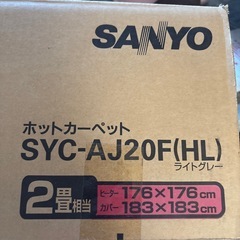 SANYO
ホットカーペット
SYC-AJ20F(HL)
ライトグレー
2畳相当
ヒーター 176×176cm
カバー 183×183cm